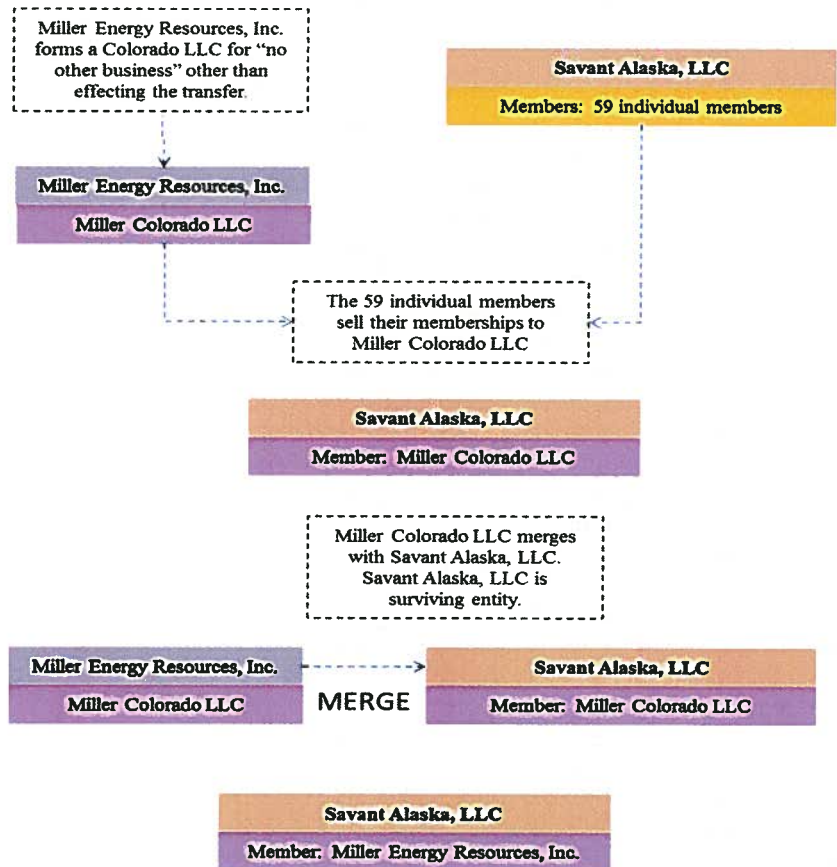 Miller Energy Resources, Inc.
forms a Colorado LLC for “no
other business” other than
effecting the transfer.
Savant Alaska, LLC
Members: 59 individual members
Miller Energy Resources, Inc.
Miller Colorado LLC
The 59 individual members
sell their memberships to
Miller Colorado LLC
Savant Alaska, LLC
Member: Miller Colorado LLC
Miller Colorado LLC merges
with Savant Alaska, LLC.
Savant Alaska, LLC is
surviving entity.
Miller Energy Resources, Inc.
Miller Colorado LLC
MERGE
Savant Alaska, LLC
Member: Miller Colorado LLC
Savant Alaska, LLC
Member: Miller Energy Resources, Inc.